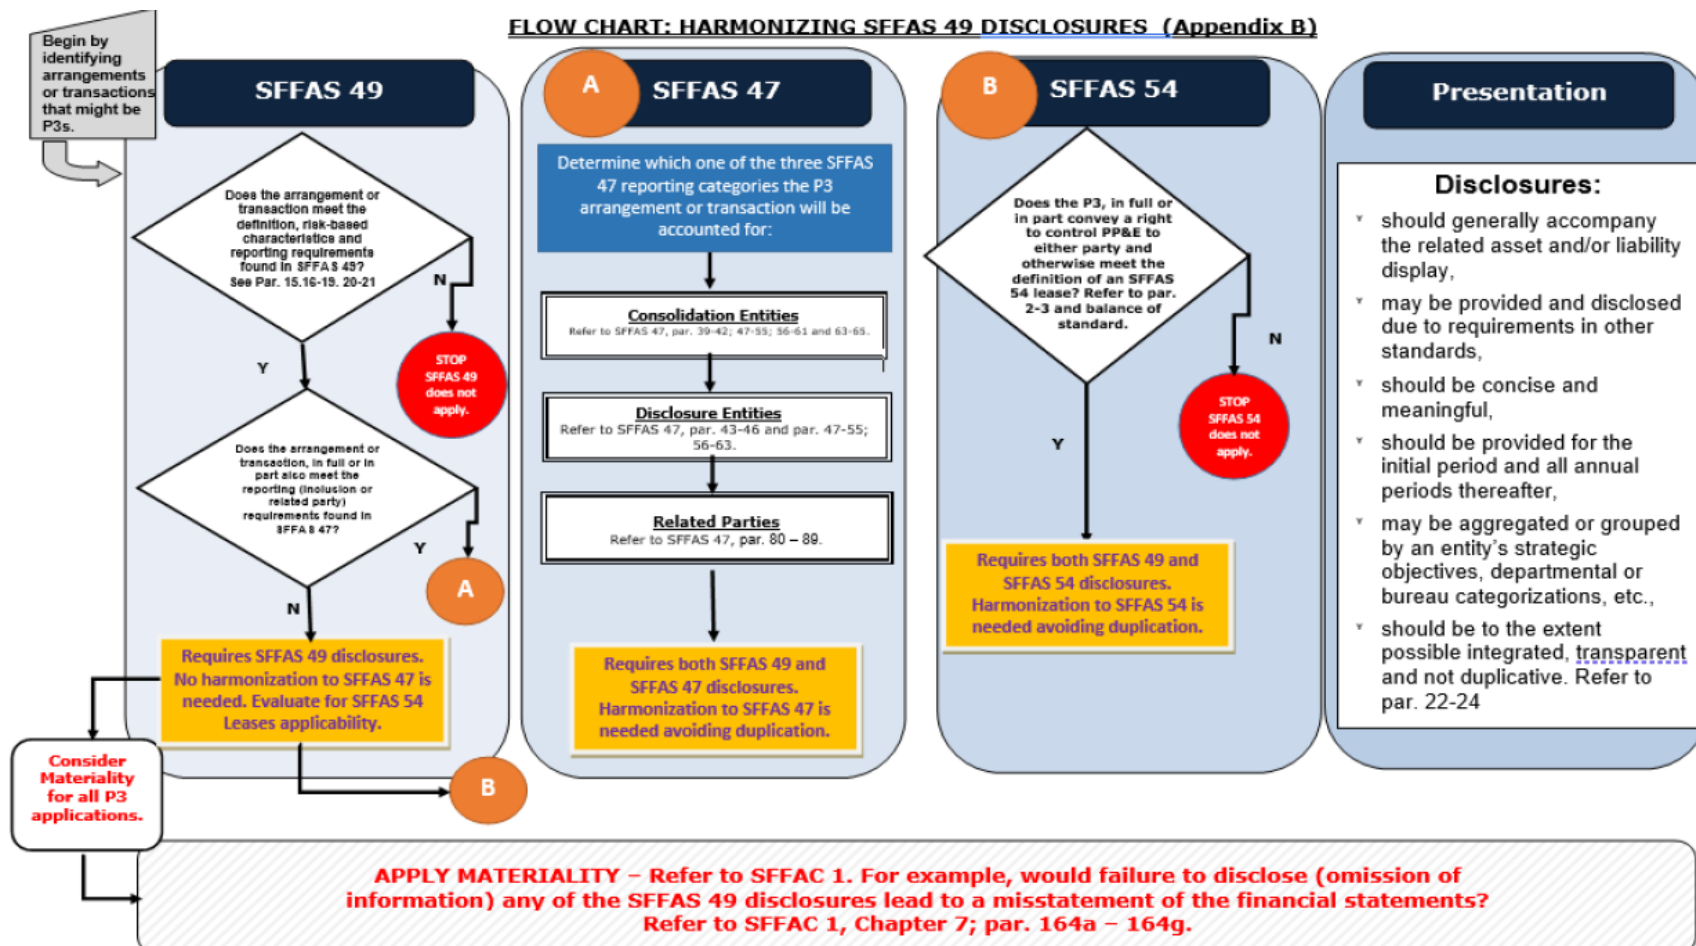 FLOW CHART: HARMONIZING SFFAS 49 DISCLOSURES (Appendix B)
Begin by
identifying
arrangements
or transactions
that might be
P3s.
SFFAS 49
Does the arrangement or
transaction meet the
definition, risk-based
characteristics and
reporting requirements
found in SFFAS 49?
See Par. 15.16-19. 20-21
N
STOP
SFFAS 49
does not
apply.
Y
Does the arrangement or
transaction, in full or in
part also meet the
reporting (inclusion or
related party)
requirements found in
SFFAS 47?
Y
A
N
Requires SFFAS 49 disclosures.
No harmonization to SFFAS 47 is
needed. Evaluate for SFFAS 54
Leases applicability.
B
Consider
Materiality
for all P3
applications.
A
SFFAS 47
Determine which one of the three SFFAS
47 reporting categories the P3
arrangement or transaction will be
accounted for:
Consolidation Entities
Refer to SFFAS 47, par. 39-42; 47-55; 56-61 and 63-65.
Disclosure Entities
Refer to SFFAS 47, par. 43-46 and par. 47-55;
56-63.
Related Parties
Refer to SFFAS 47, par. 80 – 89.
Requires both SFFAS 49 and
SFFAS 47 disclosures.
Harmonization to SFFAS 47 is
needed avoiding duplication.
B
SFFAS 54
Does the P3, in full or
in part convey a right
to control PP&E to
either party and
otherwise meet the
definition of an SFFAS
54 lease? Refer to par.
2-3 and balance of
standard.
N
STOP
SFFAS 54
does not
apply.
Y
Requires both SFFAS 49 and
SFFAS 54 disclosures.
Harmonization to SFFAS 54 is
needed avoiding duplication.
Presentation
Disclosures:
should generally accompany
the related asset and/or liability
display,
may be provided and disclosed
due to requirements in other
standards,
should be concise and
meaningful,
should be provided for the
initial period and all annual
periods thereafter,
may be aggregated or grouped
by an entity's strategic
objectives, departmental or
bureau categorizations, etc.,
should be to the extent
possible integrated, transparent
and not duplicative. Refer to
par. 22-24
APPLY MATERIALITY – Refer to SFFAC 1. For example, would failure to disclose (omission of
information) any of the SFFAS 49 disclosures lead to a misstatement of the financial statements?
Refer to SFFAC 1, Chapter 7; par. 164a – 164g.